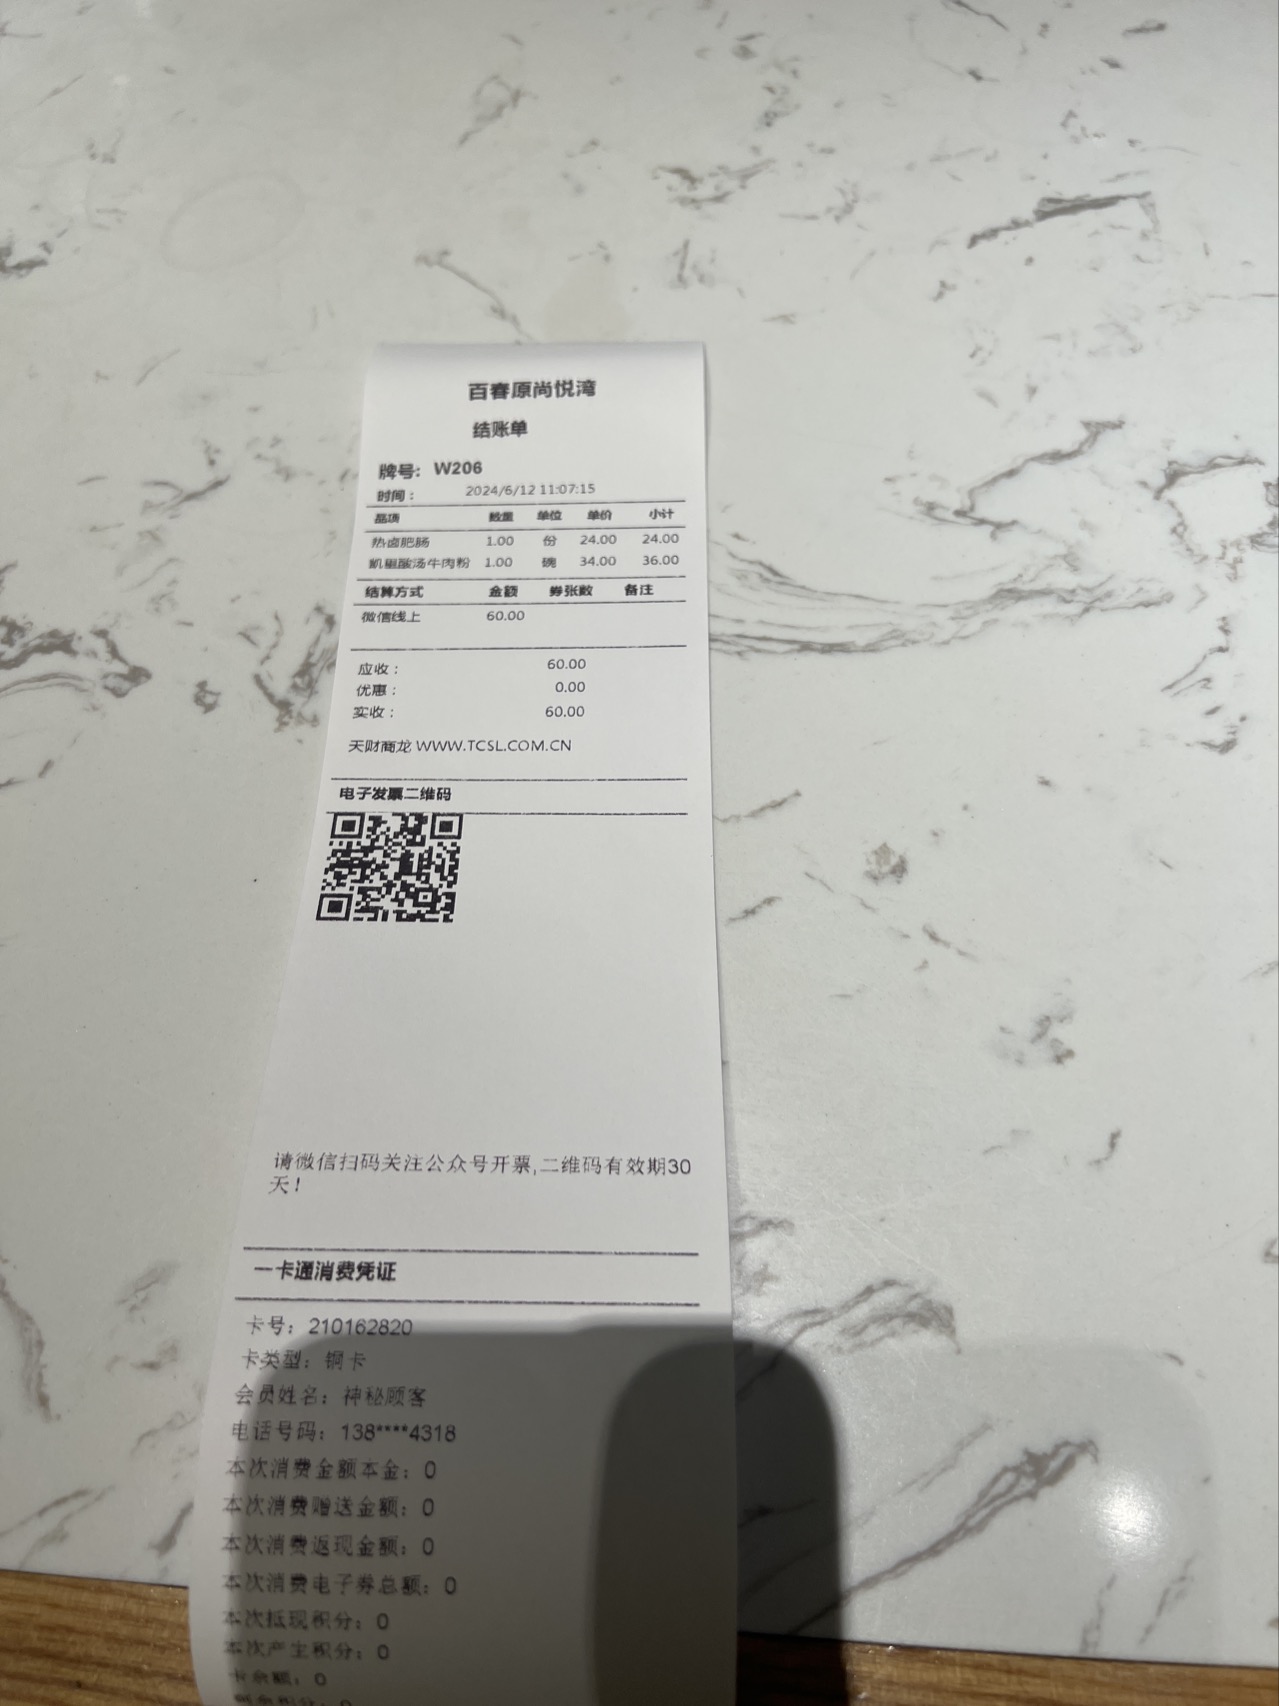 百春原尚悦湾
结账单
牌号: W206
时间: 2024/6/12 11:07:15
品项 数量 单位 单价 小计
热卤肥肠 1.00 份 24.00 24.00
凯里酸汤牛肉粉 1.00 碗 34.00 36.00
结算方式 金额 券张数 备注
微信线上 60.00
应收: 60.00
优惠: 0.00
实收: 60.00
天财商龙 WWW.TCSL.COM.CN
电子发票二维码
请微信扫码关注公众号开票,二维码有效期30
天!
一卡通消费凭证
卡号: 210162820
卡类型: 铜卡
会员姓名: 神秘顾客
电话号码: 138****4318
本次消费金额本金: 0
本次消费赠送金额: 0
本次消费返现金额: 0
本次消费电子券总额: 0
本次抵现积分: 0
本次产生积分: 0
卡余额: 0